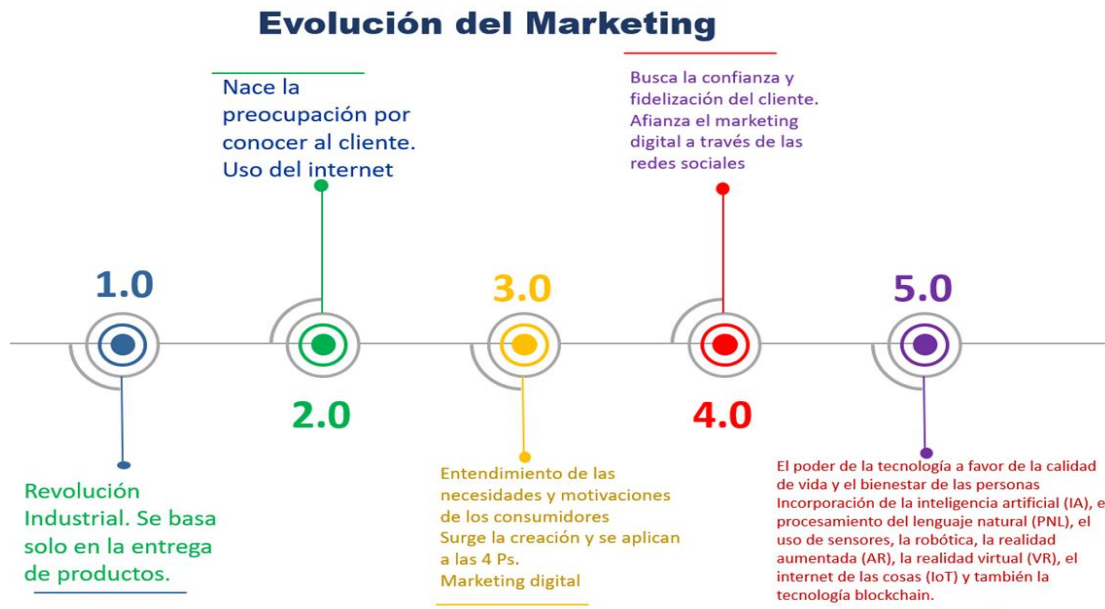 Evolución del Marketing
1.0
Revolución
Industrial. Se basa
solo en la entrega
de productos.
Nace la
preocupación por
conocer al cliente.
Uso del internet
2.0
3.0
Entendimiento de las
necesidades y motivaciones
de los consumidores
Surge la creación y se aplican
a las 4 Ps.
Marketing digital
Busca la confianza y
fidelización del cliente.
Afianza el marketing
digital a través de las
redes sociales
4.0
5.0
El poder de la tecnología a favor de la calidad
de vida y el bienestar de las personas
Incorporación de la inteligencia artificial (IA), e
procesamiento del lenguaje natural (PNL), el
uso de sensores, la robótica, la realidad
aumentada (AR), la realidad virtual (VR), el
internet de las cosas (IoT) y también la
tecnología blockchain.